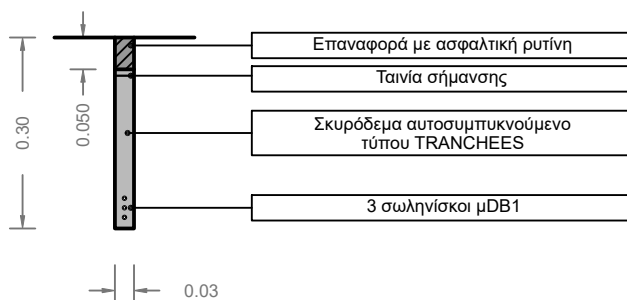 Επαναφορά με ασφαλτική ρυτίνη
Ταινία σήμανσης
Σκυρόδεμα αυτοσυμπυκνούμενο
τύπου TRANCHEES
3 σωληνίσκοι μDB1
0.30
0.050
0.03